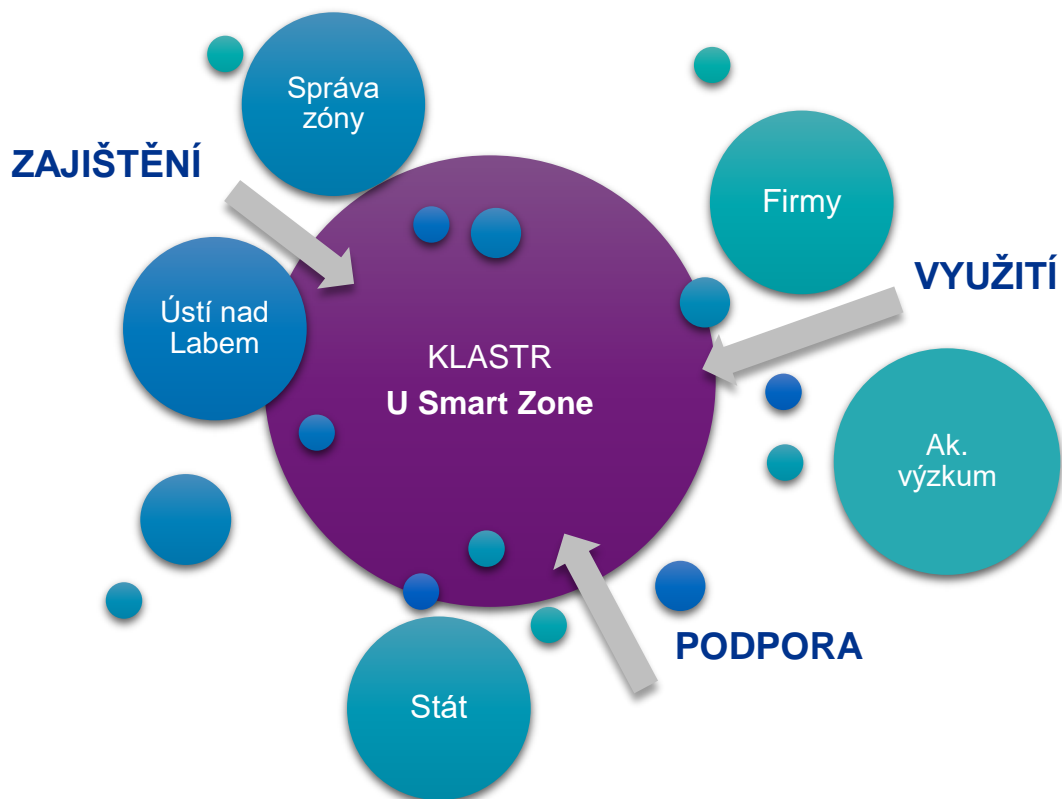 Správa
zóny
ZAJIŠTĚNÍ
Firmy
VYUŽITÍ
Ústí nad
Labem
KLASTR
U Smart Zone
Ak.
výzkum
PODPORA
Stát